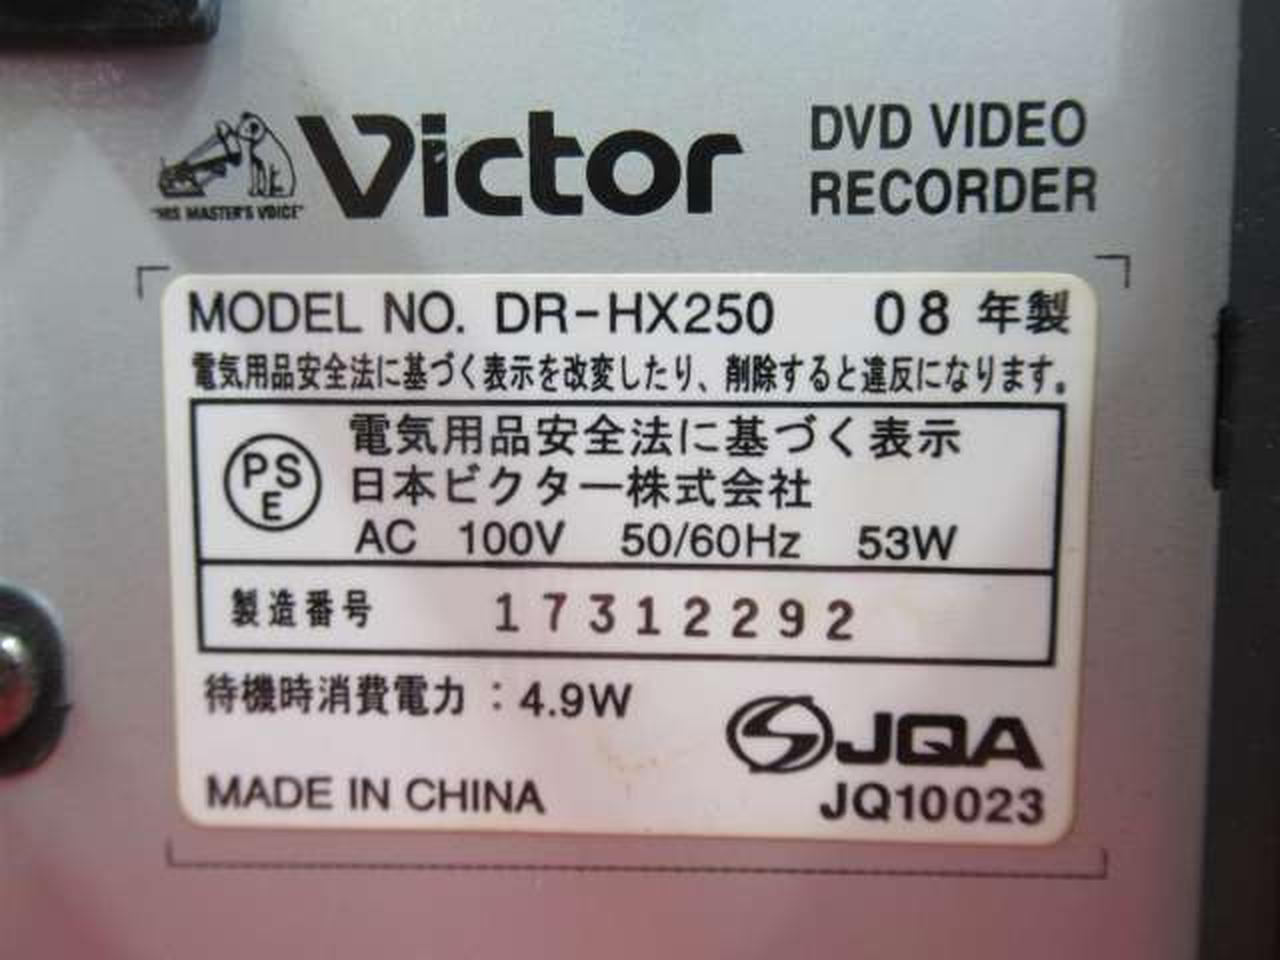 "HIS MASTER'S VOICE"
Victor
DVD VIDEO
RECORDER
MODEL NO. DR-HX250 08 年製
電気用品安全法に基づく表示を改変したり、削除すると違反になります。
PSE
電気用品安全法に基づく表示
日本ビクター株式会社
AC 100V 50/60Hz 53W
製造番号 17312292
待機時消費電力：4.9W
JQA
MADE IN CHINA
JQ10023